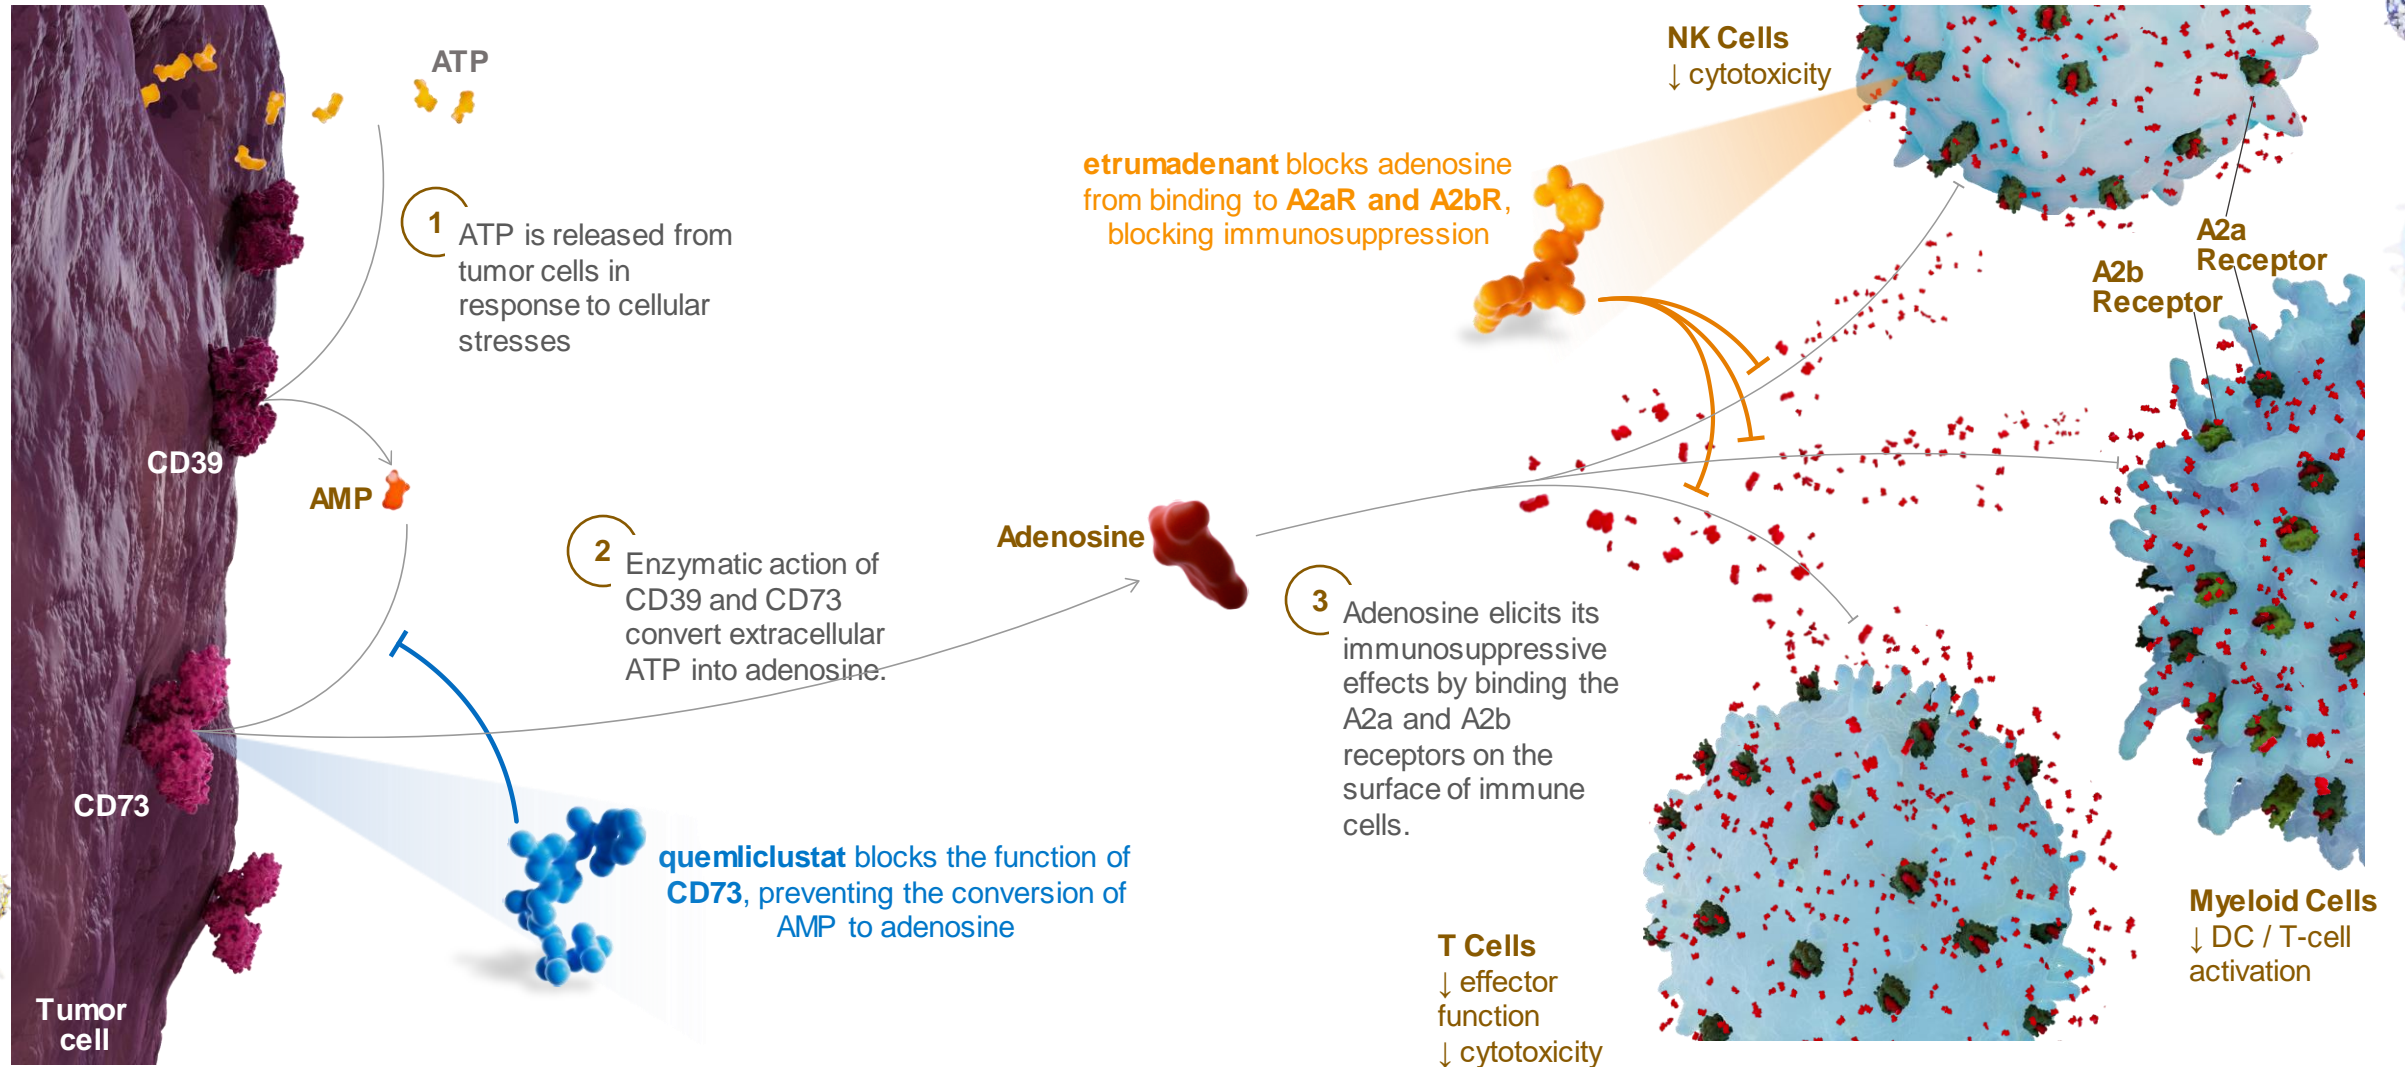 ATP
1
ATP is released from
tumor cells in
response to cellular
stresses
CD39
AMP
2
Enzymatic action of
CD39 and CD73
convert extracellular
ATP into adenosine.
CD73
quemliclustat blocks the function of
CD73, preventing the conversion of
AMP to adenosine
Tumor
cell
Adenosine
3
Adenosine elicits its
immunosuppressive
effects by binding the
A2a and A2b
receptors on the
surface of immune
cells.
etrumadenant blocks adenosine
from binding to A2aR and A2bR,
blocking immunosuppression
NK Cells
↓ cytotoxicity
A2a
Receptor
A2b
Receptor
T Cells
↓ effector
function
↓ cytotoxicity
Myeloid Cells
↓ DC / T-cell
activation